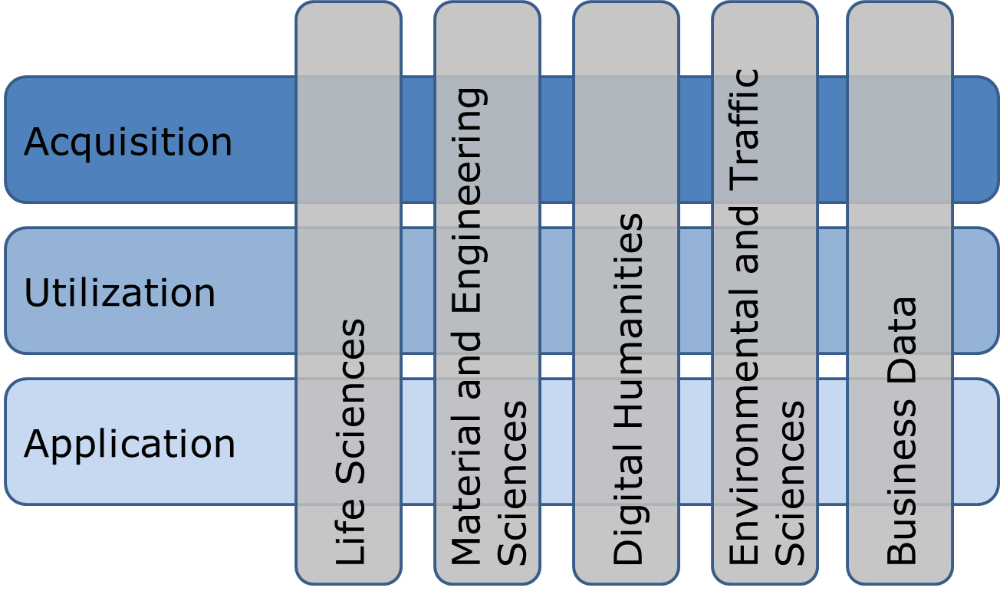 Acquisition
Utilization
Application
Life Sciences
Material and Engineering
Sciences
Digital Humanities
Environmental and Traffic
Sciences
Business Data